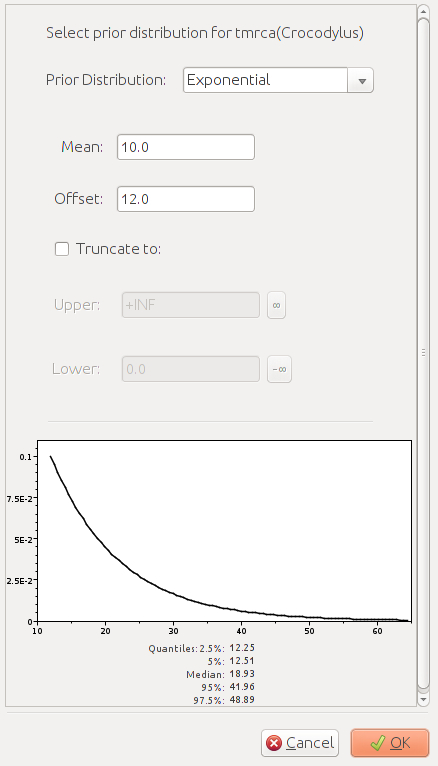 Select prior distribution for tmrca(Crocodylus)
Prior Distribution: Exponential
Mean: 10.0
Offset: 12.0
Truncate to:
Upper: +INF ∞
Lower: 0.0 -∞
0.1
7.5E-2
5E-2
2.5E-2
0
10 20 30 40 50 60
Quantiles: 2.5%: 12.25
5%: 12.51
Median: 18.93
95%: 41.96
97.5%: 48.89
Cancel OK